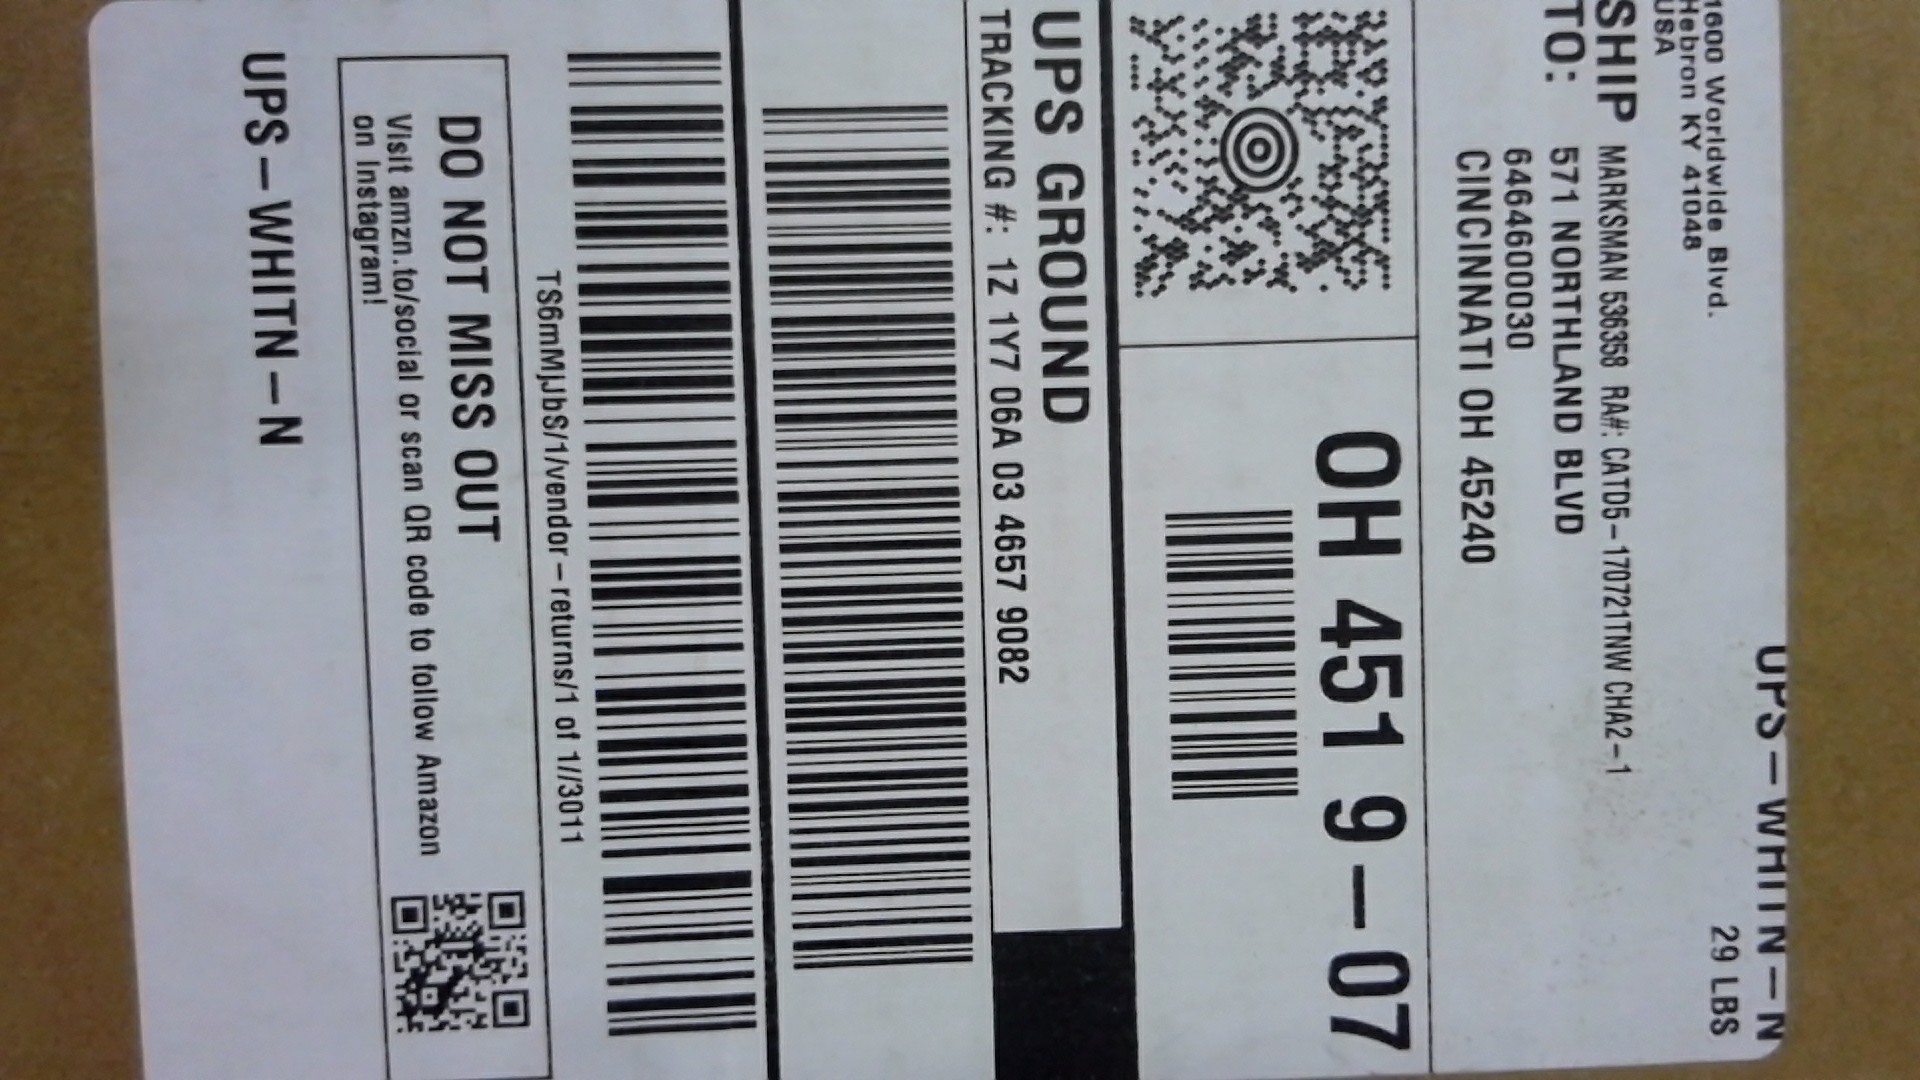 UPS-WHITN-N
29 LBS
1600 Worldwide Blvd.
Hebron KY 41048
USA
SHIP
TO:
MARKSMAN 536358 RA#: CATD5-170721TNW CHA2-1
571 NORTHLAND BLVD
6464600030
CINCINNATI OH 45240
OH 451 9-07
UPS GROUND
TRACKING #: 1Z 1Y7 06A 03 4657 9082
TS6mMjJbS/1/vendor-returns/1 of 1//3011
DO NOT MISS OUT
Visit amzn.to/social or scan QR code to follow Amazon
on Instagram!
UPS-WHITN-N